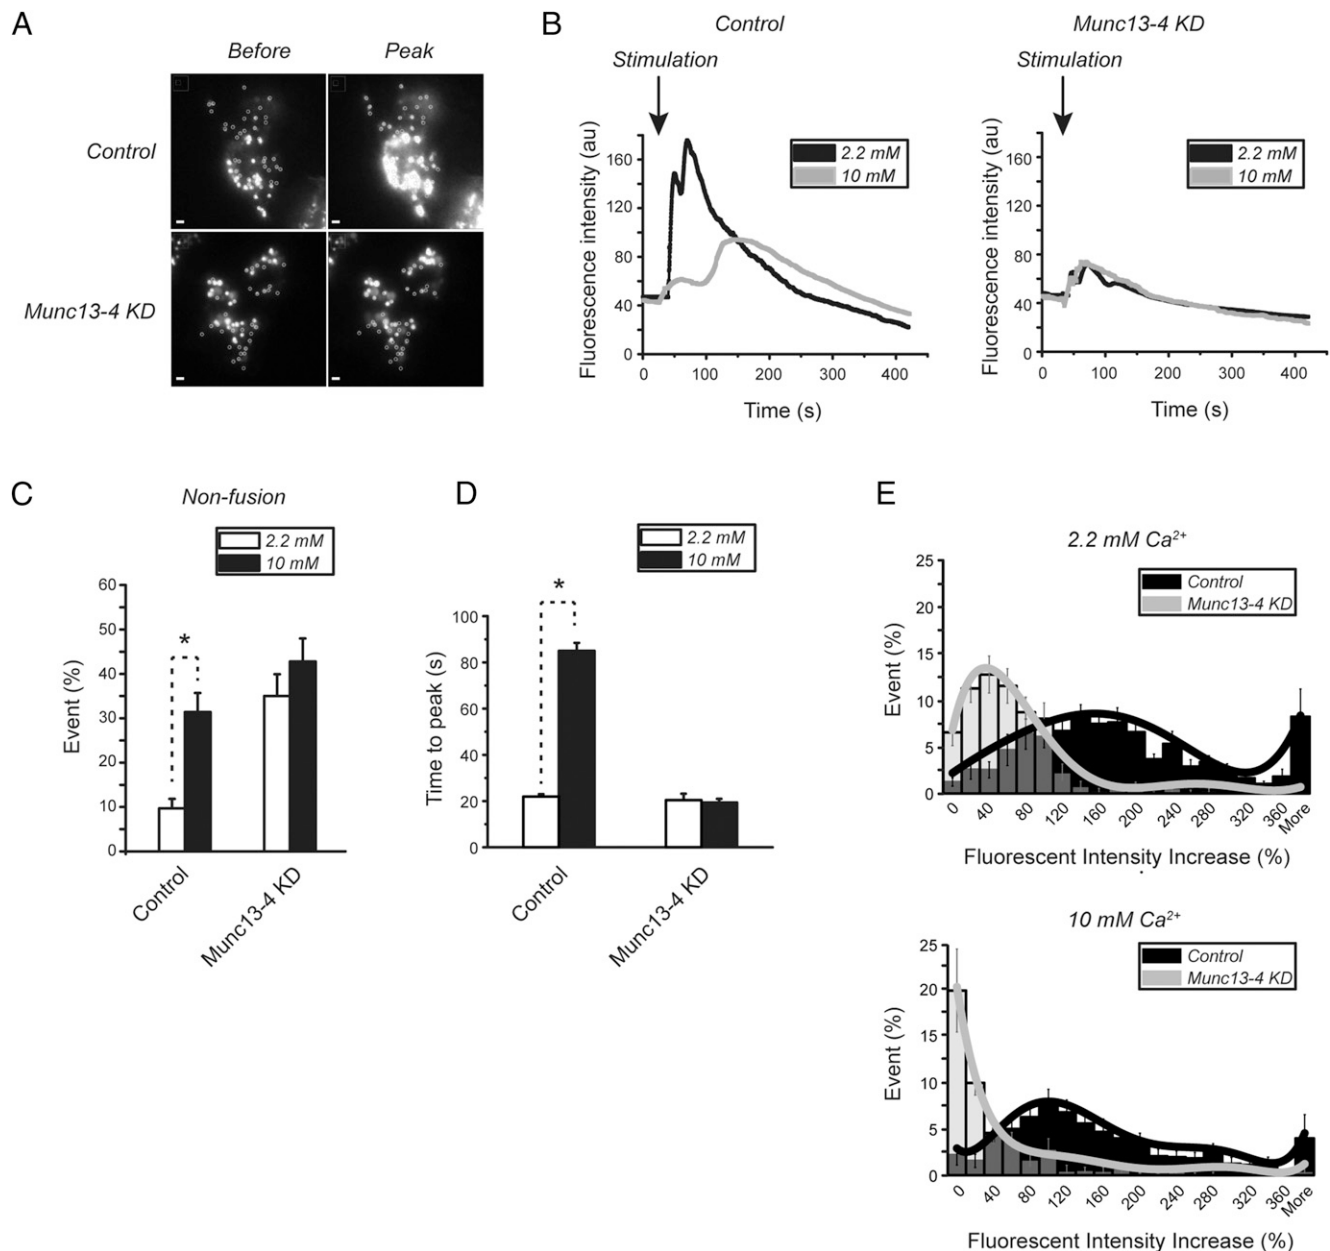 A
Before
Peak
Control
Munc13-4 KD
B
Control
Munc13-4 KD
Stimulation
Stimulation
Fluorescence intensity (au)
160
120
80
40
0
2.2 mM
10 mM
0
100
200
300
400
Time (s)
Fluorescence intensity (au)
160
120
80
40
0
2.2 mM
10 mM
0
100
200
300
400
Time (s)
C
Non-fusion
2.2 mM
10 mM
Event (%)
60
50
40
30
20
10
0
*
Control
Munc13-4 KD
D
2.2 mM
10 mM
Time to peak (s)
100
80
60
40
20
0
*
Control
Munc13-4 KD
E
2.2 mM Ca²⁺
Control
Munc13-4 KD
Event (%)
25
20
15
10
5
0
0
40
80
120
160
200
240
280
320
360
More
Fluorescent Intensity Increase (%)
10 mM Ca²⁺
Control
Munc13-4 KD
Event (%)
25
20
15
10
5
0
0
40
80
120
160
200
240
280
320
360
More
Fluorescent Intensity Increase (%)